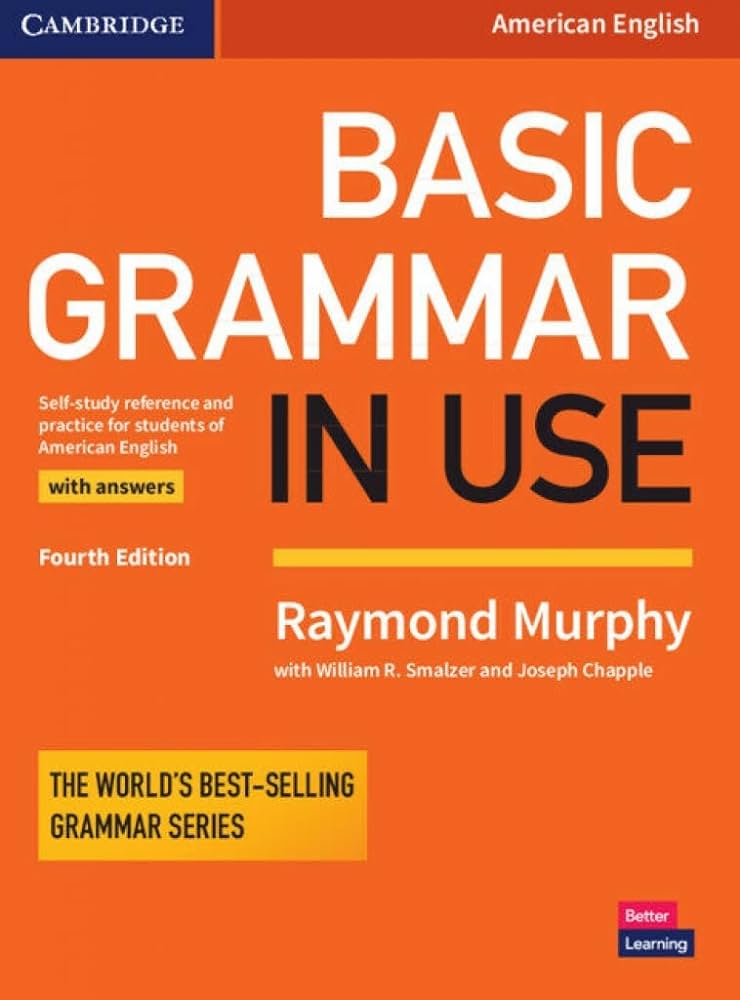 CAMBRIDGE
American English
BASIC
GRAMMAR
IN USE
Self-study reference and
practice for students of
American English
with answers
Fourth Edition
Raymond Murphy
with William R. Smalzer and Joseph Chapple
THE WORLD'S BEST-SELLING
GRAMMAR SERIES
Better
Learning